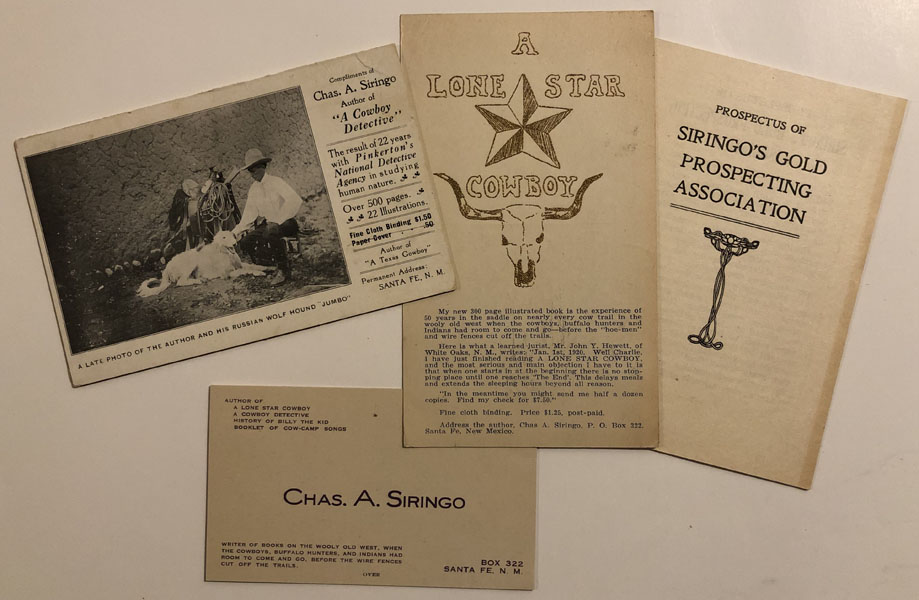 Compliments of
Chas. A. Siringo
Author of
"A Cowboy
Detective"
The result of 22 years
with Pinkerton's
National Detective
Agency in studying
human nature.
Over 500 pages.
22 Illustrations.
Fine Cloth Binding $1.50
Paper Cover .50
Author of
"A Texas Cowboy"
Permanent Address:
SANTA FE, N. M.
A LATE PHOTO OF THE AUTHOR AND HIS RUSSIAN WOLF HOUND "JUMBO"
A
LONE STAR
COWBOY
My new 300 page illustrated book is the experience of
50 years in the saddle on nearly every cow trail in the
wooly old west when the cowboys, buffalo hunters and
Indians had room to come and go—before the "hoe-men"
and wire fences cut off the trails.
Here is what a learned jurist, Mr. John Y. Hewett, of
White Oaks, N. M., writes: "Jan. 1st, 1920. Well Charlie,
I have just finished reading A LONE STAR COWBOY,
and the most serious and main objection I have to it is
that when one starts in at the beginning there is no stop-
ping place until one reaches 'The End'. This delays meals
and extends the sleeping hours beyond all reason.
"In the meantime you might send me half a dozen
copies. Find my check for $7.50."
Fine cloth binding. Price $1.25, post-paid.
Address the author, Chas A. Siringo, P. O. Box 322,
Santa Fe, New Mexico.
PROSPECTUS OF
SIRINGO'S GOLD
PROSPECTING
ASSOCIATION
AUTHOR OF
A LONE STAR COWBOY
A COWBOY DETECTIVE
HISTORY OF BILLY THE KID
BOOKLET OF COW-CAMP SONGS
CHAS. A. SIRINGO
WRITER OF BOOKS ON THE WOOLY OLD WEST, WHEN
THE COWBOYS, BUFFALO HUNTERS, AND INDIANS HAD
ROOM TO COME AND GO, BEFORE THE WIRE FENCES
CUT OFF THE TRAILS.
OVER
BOX 322
SANTA FE, N. M.